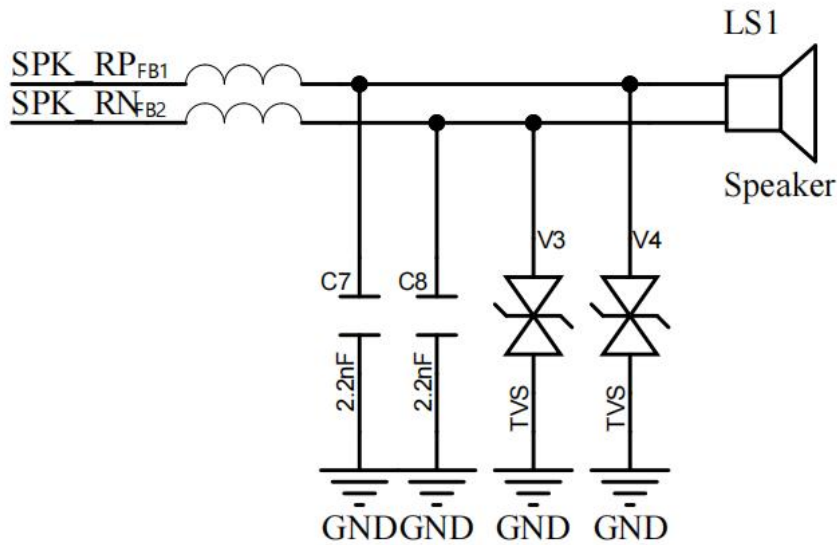 LS1
SPK_RP FB1
SPK_RN FB2
Speaker
V3 V4
C7 C8
2.2nF 2.2nF TVS TVS
GND GND GND GND